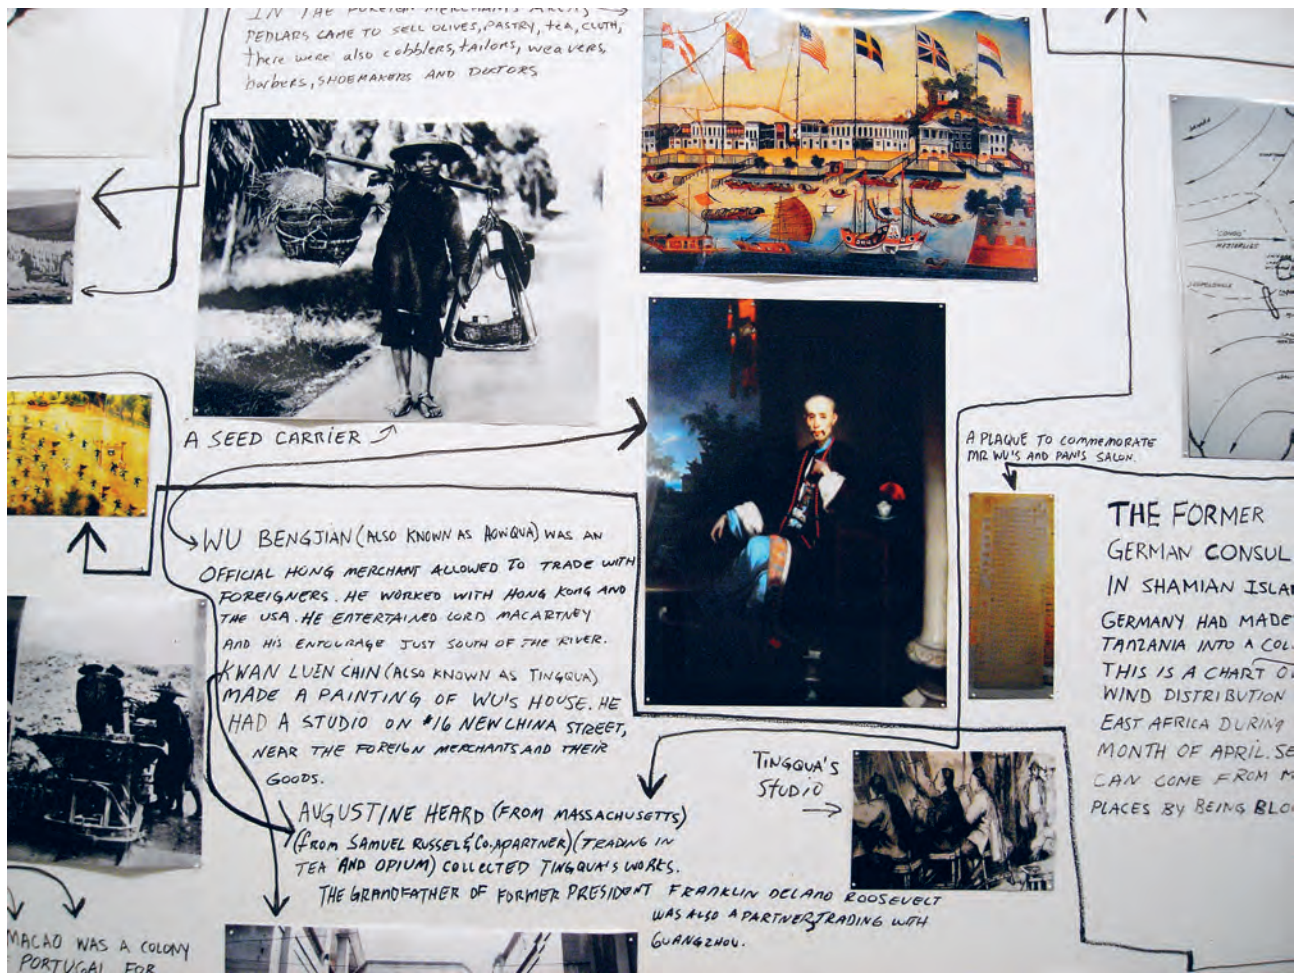 IN THE FOREIGN MERCHANTS AREA,
PEDLARS CAME TO SELL OLIVES, PASTRY, tea, CLOTH,
there were also cobblers, tailors, weavers,
barbers, SHOEMAKERS AND DOCTORS
A SEED CARRIER
A PLAQUE TO COMMEMORATE
MR WU'S AND PAN'S SALON.
WU BENGJIAN (ALSO KNOWN AS HOWQUA) WAS AN
OFFICIAL HONG MERCHANT ALLOWED TO TRADE WITH
FOREIGNERS. HE WORKED WITH HONG KONG AND
THE USA. HE ENTERTAINED LORD MACARTNEY
AND HIS ENTOURAGE JUST SOUTH OF THE RIVER.
KWAN LUEN CHIN (ALSO KNOWN AS TINGQUA)
MADE A PAINTING OF WU'S HOUSE. HE
HAD A STUDIO ON #16 NEW CHINA STREET,
NEAR THE FOREIGN MERCHANTS AND THEIR
GOODS.
TINGQUA'S
STUDIO
AUGUSTINE HEARD (FROM MASSACHUSETTS)
(FROM SAMUEL RUSSEL & Co. A PARTNER) (TRADING IN
TEA AND OPIUM) COLLECTED TINGQUA'S WORKS.
THE GRANDFATHER OF FORMER PRESIDENT FRANKLIN DELANO ROOSEVELT
WAS ALSO A PARTNER, TRADING WITH
GUANGZHOU.
THE FORMER
GERMAN CONSUL
IN SHAMIAN ISLA
GERMANY HAD MADE
TANZANIA INTO A COL
THIS IS A CHART O
WIND DISTRIBUTION
EAST AFRICA DURING
MONTH OF APRIL. SE
CAN COME FROM M
PLACES BY BEING BLO
MACAO WAS A COLONY
PORTUGAL FOR